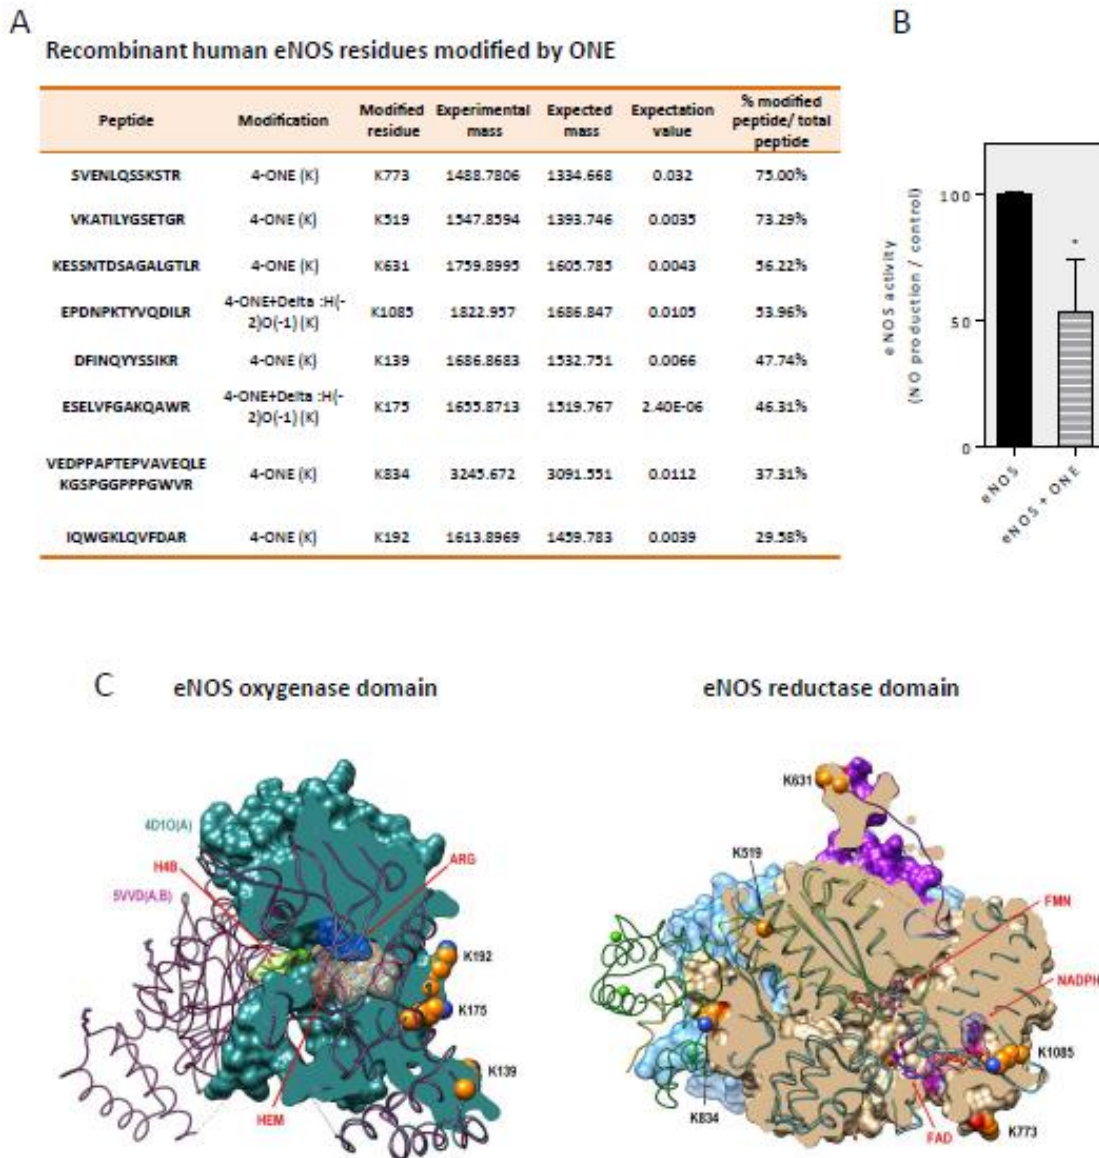 A
B
Recombinant human eNOS residues modified by ONE
Peptide Modification Modified residue Experimental mass Expected mass Expectation value % modified peptide/ total peptide
SVENLQSSKSTR 4-ONE (K) K773 1488.7806 1334.668 0.032 75.00%
VKATILYGSETGR 4-ONE (K) K519 1547.8594 1393.746 0.0035 73.29%
KESSNTDSAGALGTLR 4-ONE (K) K631 1759.8995 1605.785 0.0043 56.22%
EPDNPKTYVQDILR 4-ONE+Delta :H(-2)O(-1) (K) K1085 1822.957 1686.847 0.0105 53.96%
DFINQYYSSIKR 4-ONE (K) K139 1686.8683 1532.751 0.0066 47.74%
ESELVFGAKQAWR 4-ONE+Delta :H(-2)O(-1) (K) K175 1655.8713 1519.767 2.40E-06 46.31%
VEDPPAPTEPVAVEQLE
KGSPGGPPPGWVR 4-ONE (K) K834 3245.672 3091.551 0.0112 37.31%
IQWGKLQVFDAR 4-ONE (K) K192 1613.8969 1459.783 0.0039 29.58%
eNOS activity
(NO production / control)
100
50
0
*
eNOS
eNOS + ONE
C
eNOS oxygenase domain
eNOS reductase domain
4D1O(A)
H4B
ARG
5VVD(A,B)
K192
K175
K139
HEM
K631
K519
FMN
NADPH
K1085
K834
FAD
K773